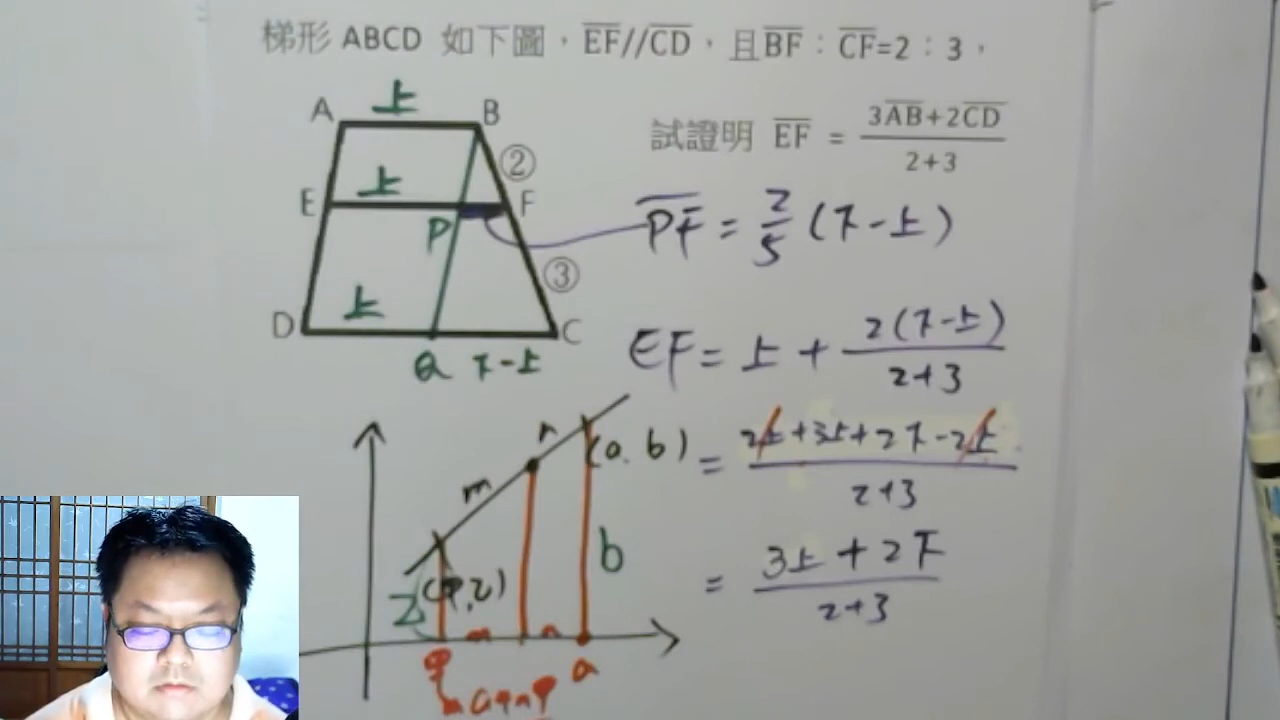 梯形 ABCD 如下圖，EF//CD，且BF：CF=2：3，
試證明 EF = (3AB+2CD)/(2+3)
A 上 B
②
E 上 F
P
③
D 上 C
Q 下-上
PF = 2/5 (下-上)
EF = 上 + 2(下-上)/(2+3)
= (2上+3上+2下-2上)/(2+3)
= (3上+2下)/(2+3)
m n
(a, b)
b
m n
a